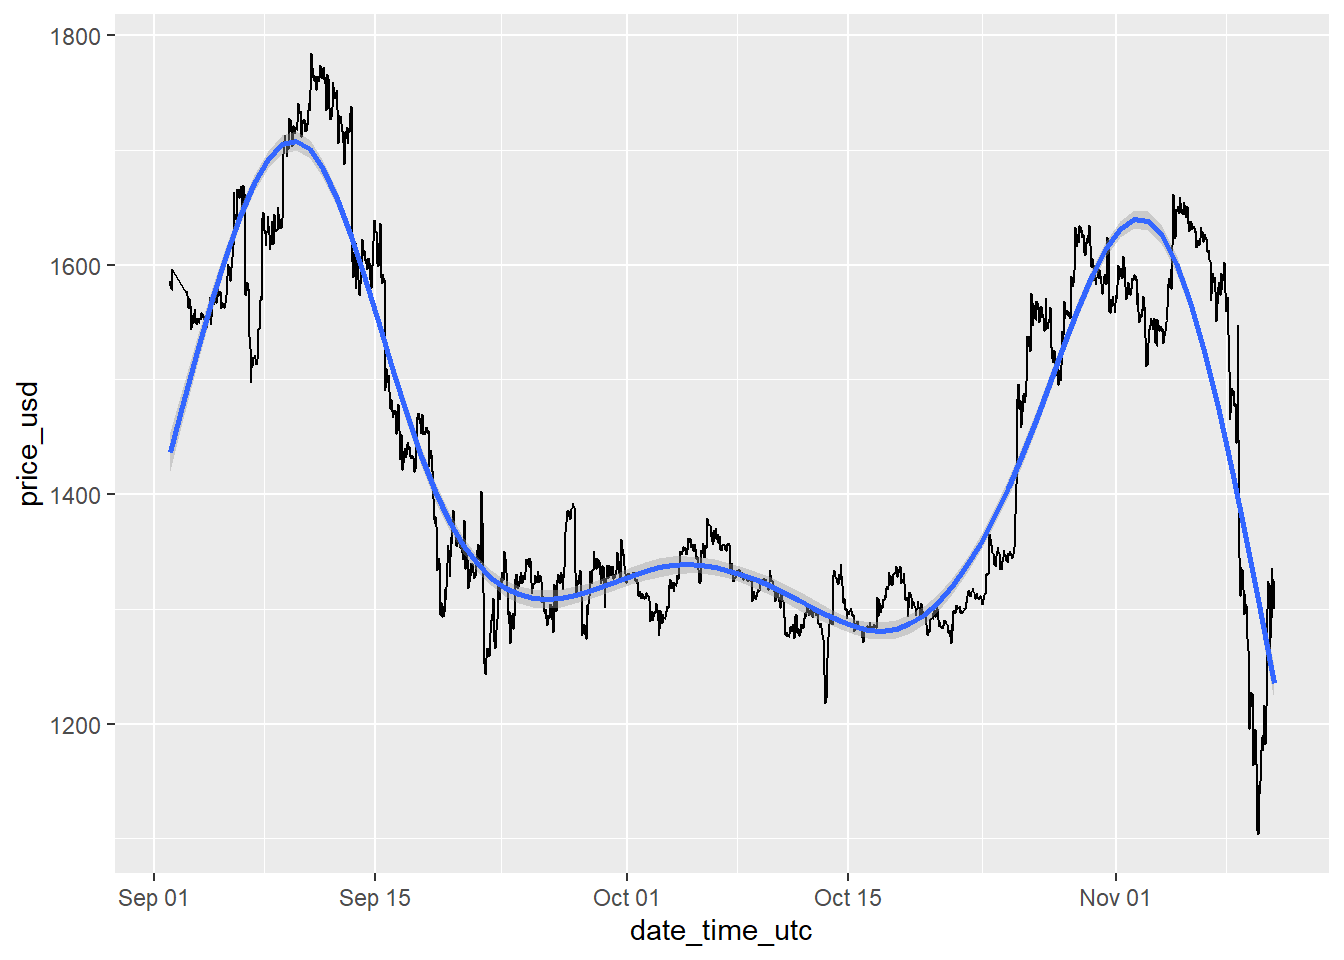 1800
1600
1400
1200
price_usd
Sep 01
Sep 15
Oct 01
Oct 15
Nov 01
date_time_utc